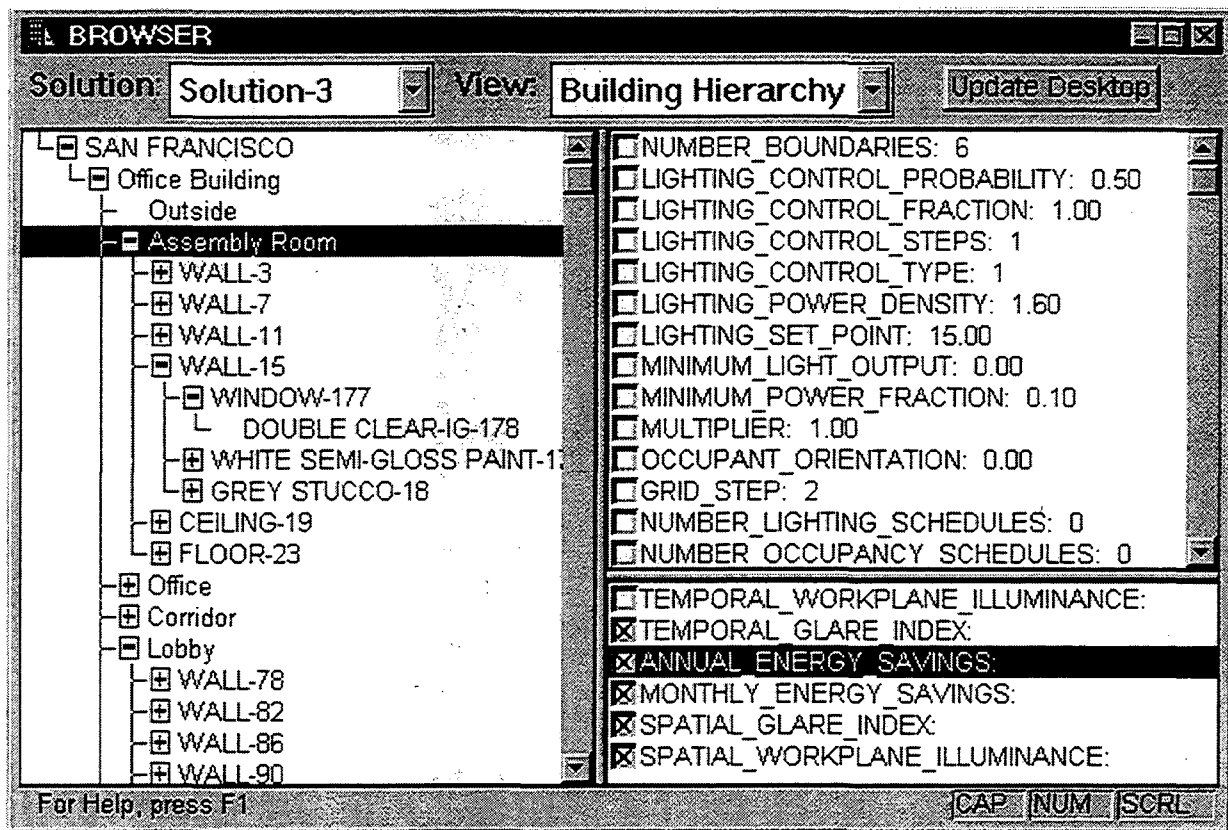 BROWSER
Solution: Solution-3 View: Building Hierarchy Update Desktop
SAN FRANCISCO
Office Building
Outside
Assembly Room
WALL-3
WALL-7
WALL-11
WALL-15
WINDOW-177
DOUBLE CLEAR-IG-178
WHITE SEMI-GLOSS PAINT-17
GREY STUCCO-18
CEILING-19
FLOOR-23
Office
Corridor
Lobby
WALL-78
WALL-82
WALL-86
WALL-90
NUMBER_BOUNDARIES: 6
LIGHTING_CONTROL_PROBABILITY: 0.50
LIGHTING_CONTROL_FRACTION: 1.00
LIGHTING_CONTROL_STEPS: 1
LIGHTING_CONTROL_TYPE: 1
LIGHTING_POWER_DENSITY: 1.60
LIGHTING_SET_POINT: 15.00
MINIMUM_LIGHT_OUTPUT: 0.00
MINIMUM_POWER_FRACTION: 0.10
MULTIPLIER: 1.00
OCCUPANT_ORIENTATION: 0.00
GRID_STEP: 2
NUMBER_LIGHTING_SCHEDULES: 0
NUMBER_OCCUPANCY_SCHEDULES: 0
TEMPORAL_WORKPLANE_ILLUMINANCE:
TEMPORAL_GLARE_INDEX:
ANNUAL_ENERGY_SAVINGS:
MONTHLY_ENERGY_SAVINGS:
SPATIAL_GLARE_INDEX:
SPATIAL_WORKPLANE_ILLUMINANCE:
For Help, press F1
CAP NUM SCRL